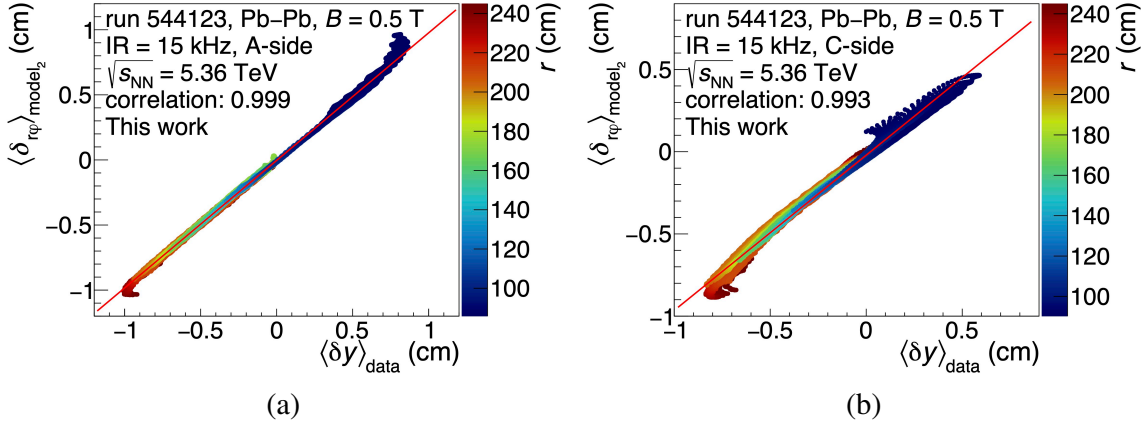 run 544123, Pb−Pb, B = 0.5 T
IR = 15 kHz, A-side
√sNN = 5.36 TeV
correlation: 0.999
This work
⟨δrφ⟩model2 (cm)
1
0.5
0
−0.5
−1
−1 −0.5 0 0.5 1
⟨δy⟩data (cm)
r (cm)
240
220
200
180
160
140
120
100
(a)
run 544123, Pb−Pb, B = 0.5 T
IR = 15 kHz, C-side
√sNN = 5.36 TeV
correlation: 0.993
This work
⟨δrφ⟩model2 (cm)
0.5
0
−0.5
−1
−1 −0.5 0 0.5
⟨δy⟩data (cm)
r (cm)
240
220
200
180
160
140
120
100
(b)